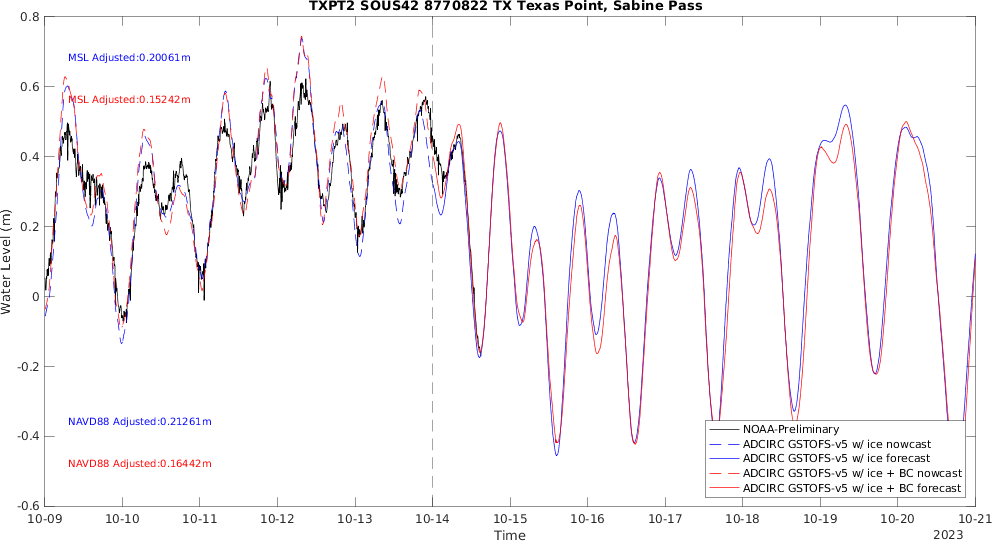 TXPT2 SOUS42 8770822 TX Texas Point, Sabine Pass
0.8
0.6
0.4
0.2
0
-0.2
-0.4
-0.6
Water Level (m)
MSL Adjusted:0.20061m
MSL Adjusted:0.15242m
NAVD88 Adjusted:0.21261m
NAVD88 Adjusted:0.16442m
NOAA-Preliminary
ADCIRC GSTOFS-v5 w/ ice nowcast
ADCIRC GSTOFS-v5 w/ ice forecast
ADCIRC GSTOFS-v5 w/ ice + BC nowcast
ADCIRC GSTOFS-v5 w/ ice + BC forecast
10-09 10-10 10-11 10-12 10-13 10-14 10-15 10-16 10-17 10-18 10-19 10-20 10-21
Time
2023